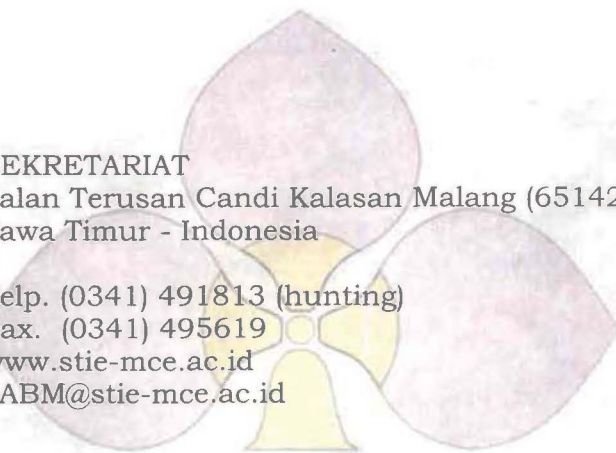 EKRETARIAT
alan Terusan Candi Kalasan Malang (65142
awa Timur - Indonesia
elp. (0341) 491813 (hunting)
ax. (0341) 495619
www.stie-mce.ac.id
ABM@stie-mce.ac.id